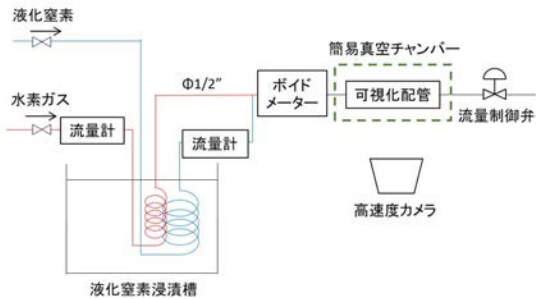 液化窒素
水素ガス
流量計
Φ1/2”
流量計
ボイド
メーター
簡易真空チャンバー
可視化配管
流量制御弁
高速度カメラ
液化窒素浸漬槽